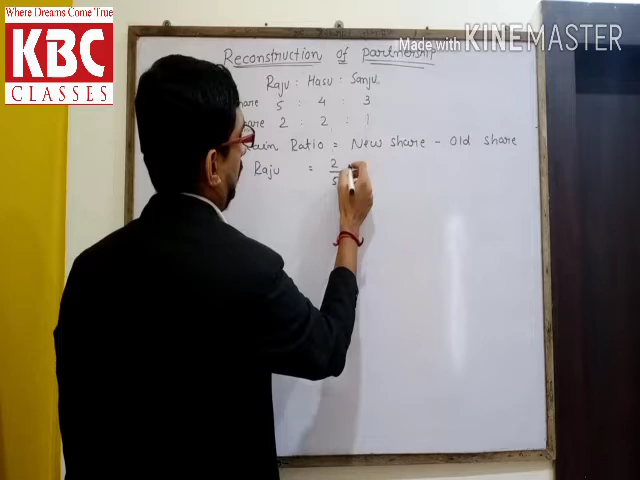 Where Dreams Come True
KBC
CLASSES
Made with KINEMASTER
Reconstruction of partnership
Raju : Hasu : Sanju
5 : 4 : 3
2 : 2 : 1
Ratio = New share - Old share
Raju = 2
5